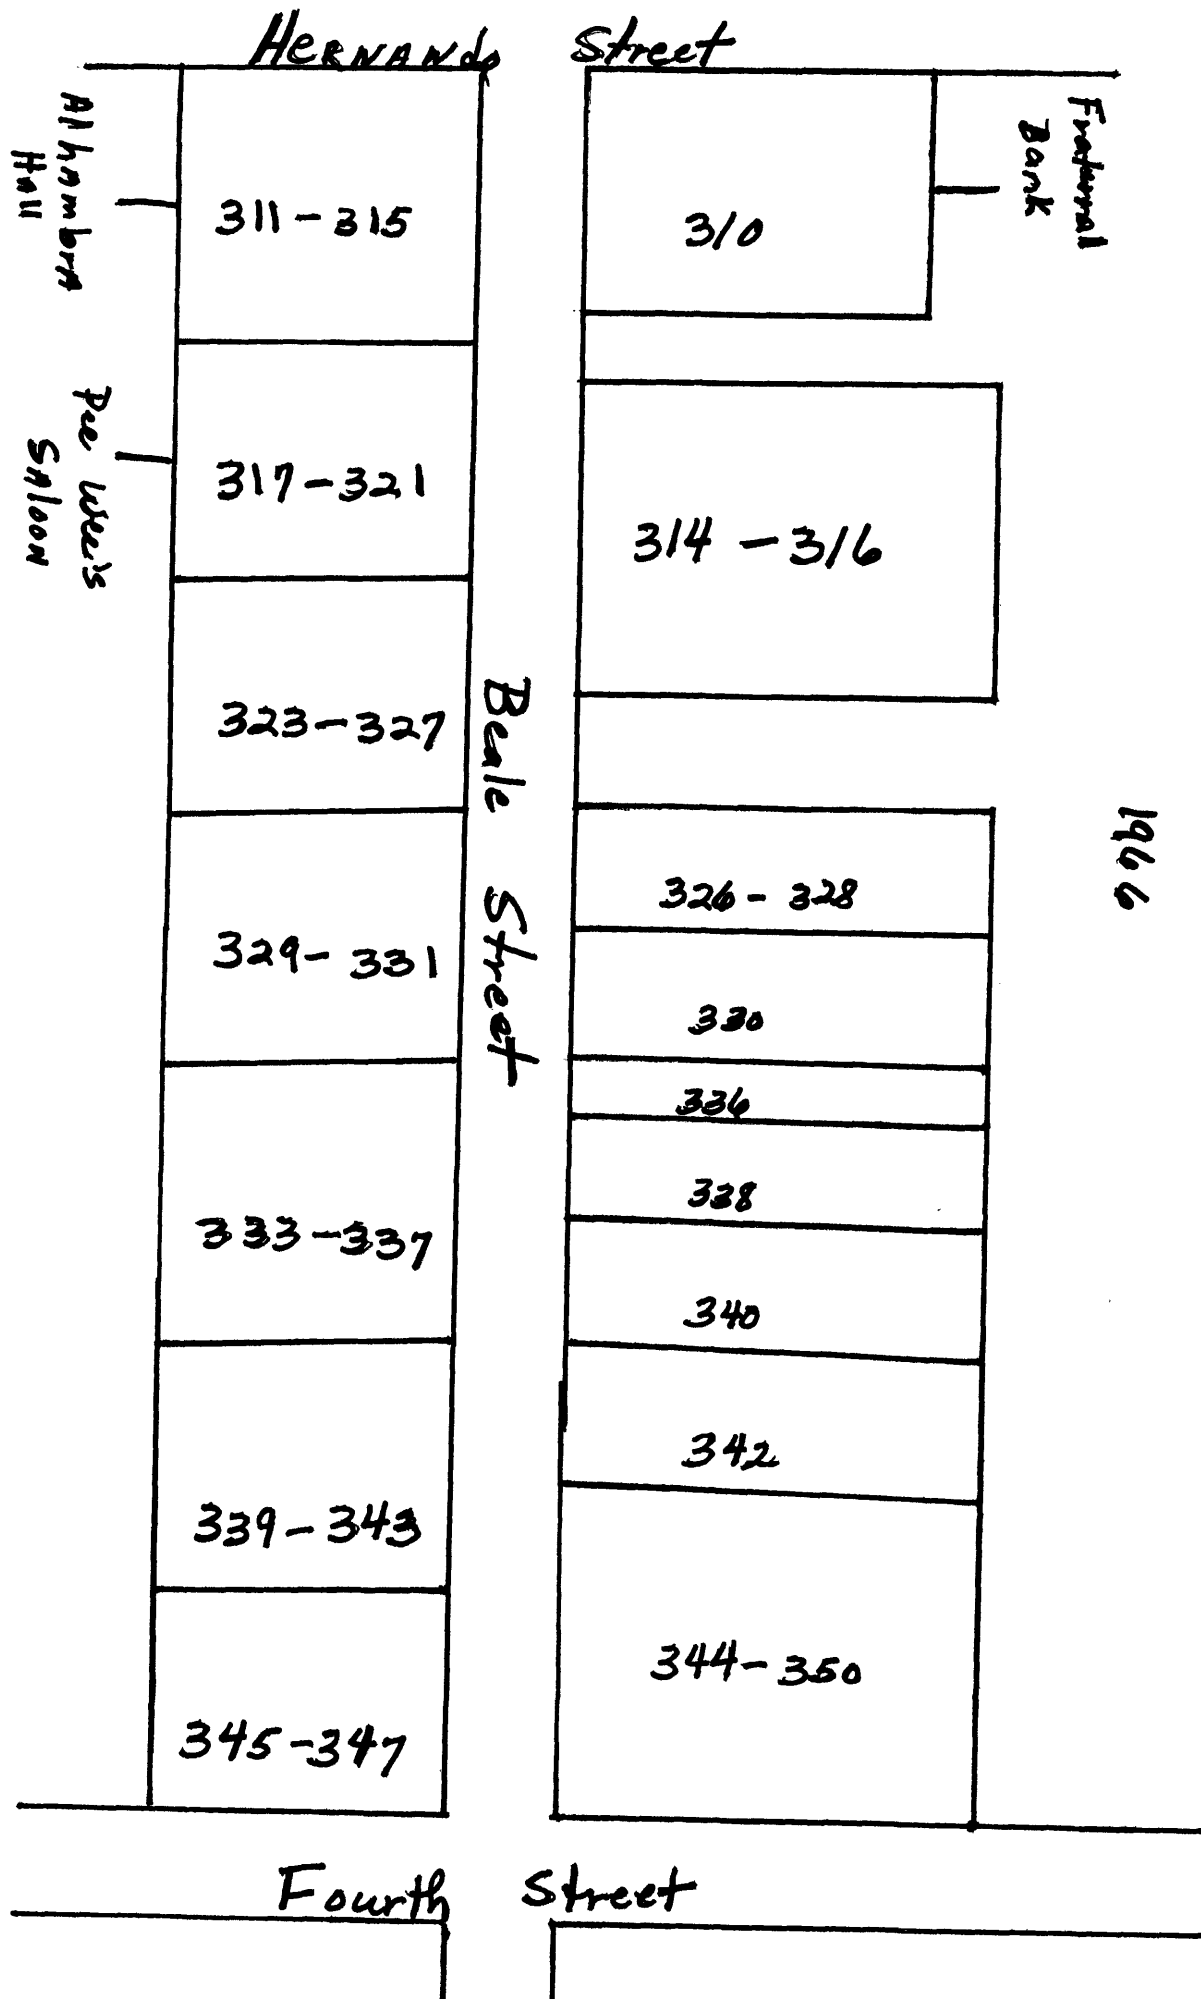 HERNANdo Street
Alhambra
Hall
311-315
310
Fraternal
Bank
Pee Wee's
Saloon
317-321
314-316
323-327
Beale Street
1966
326-328
329-331
330
336
338
333-337
340
342
339-343
344-350
345-347
Fourth Street